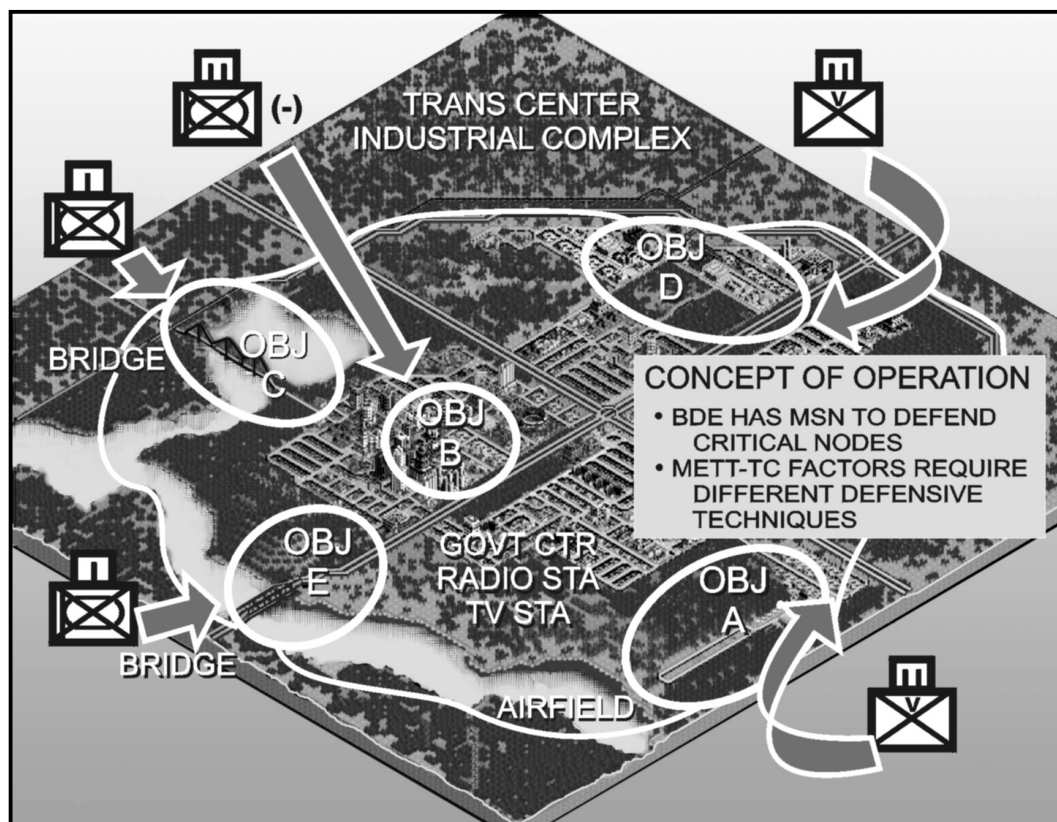 (-)
TRANS CENTER
INDUSTRIAL COMPLEX
OBJ
D
BRIDGE
OBJ
C
CONCEPT OF OPERATION
• BDE HAS MSN TO DEFEND
CRITICAL NODES
• METT-TC FACTORS REQUIRE
DIFFERENT DEFENSIVE
TECHNIQUES
OBJ
B
OBJ
E
GOVT CTR
RADIO STA
TV STA
OBJ
A
BRIDGE
AIRFIELD